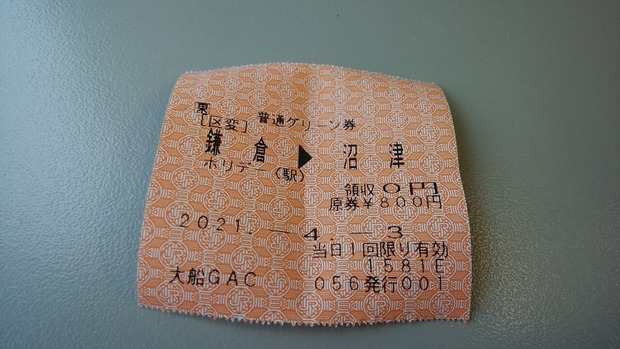 東
[区変] 普通グリーン券
鎌倉▶沼津
ホリデー(駅)
領収0円
原券¥800円
2021.-4.-3
当日1回限り有効
1581E
大船GAC 056発行001